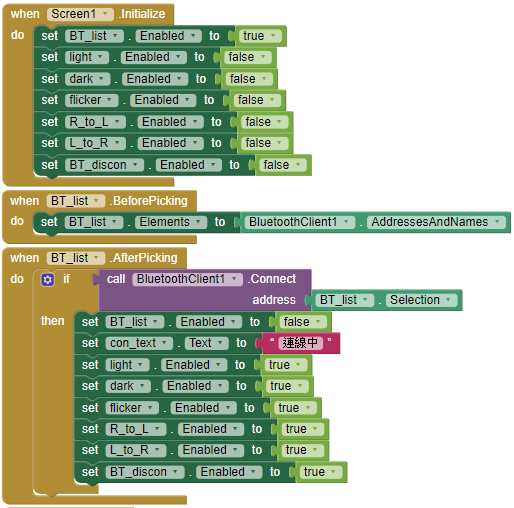 when Screen1 .Initialize
do set BT_list . Enabled to true
set light . Enabled to false
set dark . Enabled to false
set flicker . Enabled to false
set R_to_L . Enabled to false
set L_to_R . Enabled to false
set BT_discon . Enabled to false
when BT_list .BeforePicking
do set BT_list . Elements to BluetoothClient1 . AddressesAndNames
when BT_list .AfterPicking
do if call BluetoothClient1 .Connect
address BT_list . Selection
then set BT_list . Enabled to false
set con_text . Text to “ 連線中 ”
set light . Enabled to true
set dark . Enabled to true
set flicker . Enabled to true
set R_to_L . Enabled to true
set L_to_R . Enabled to true
set BT_discon . Enabled to true